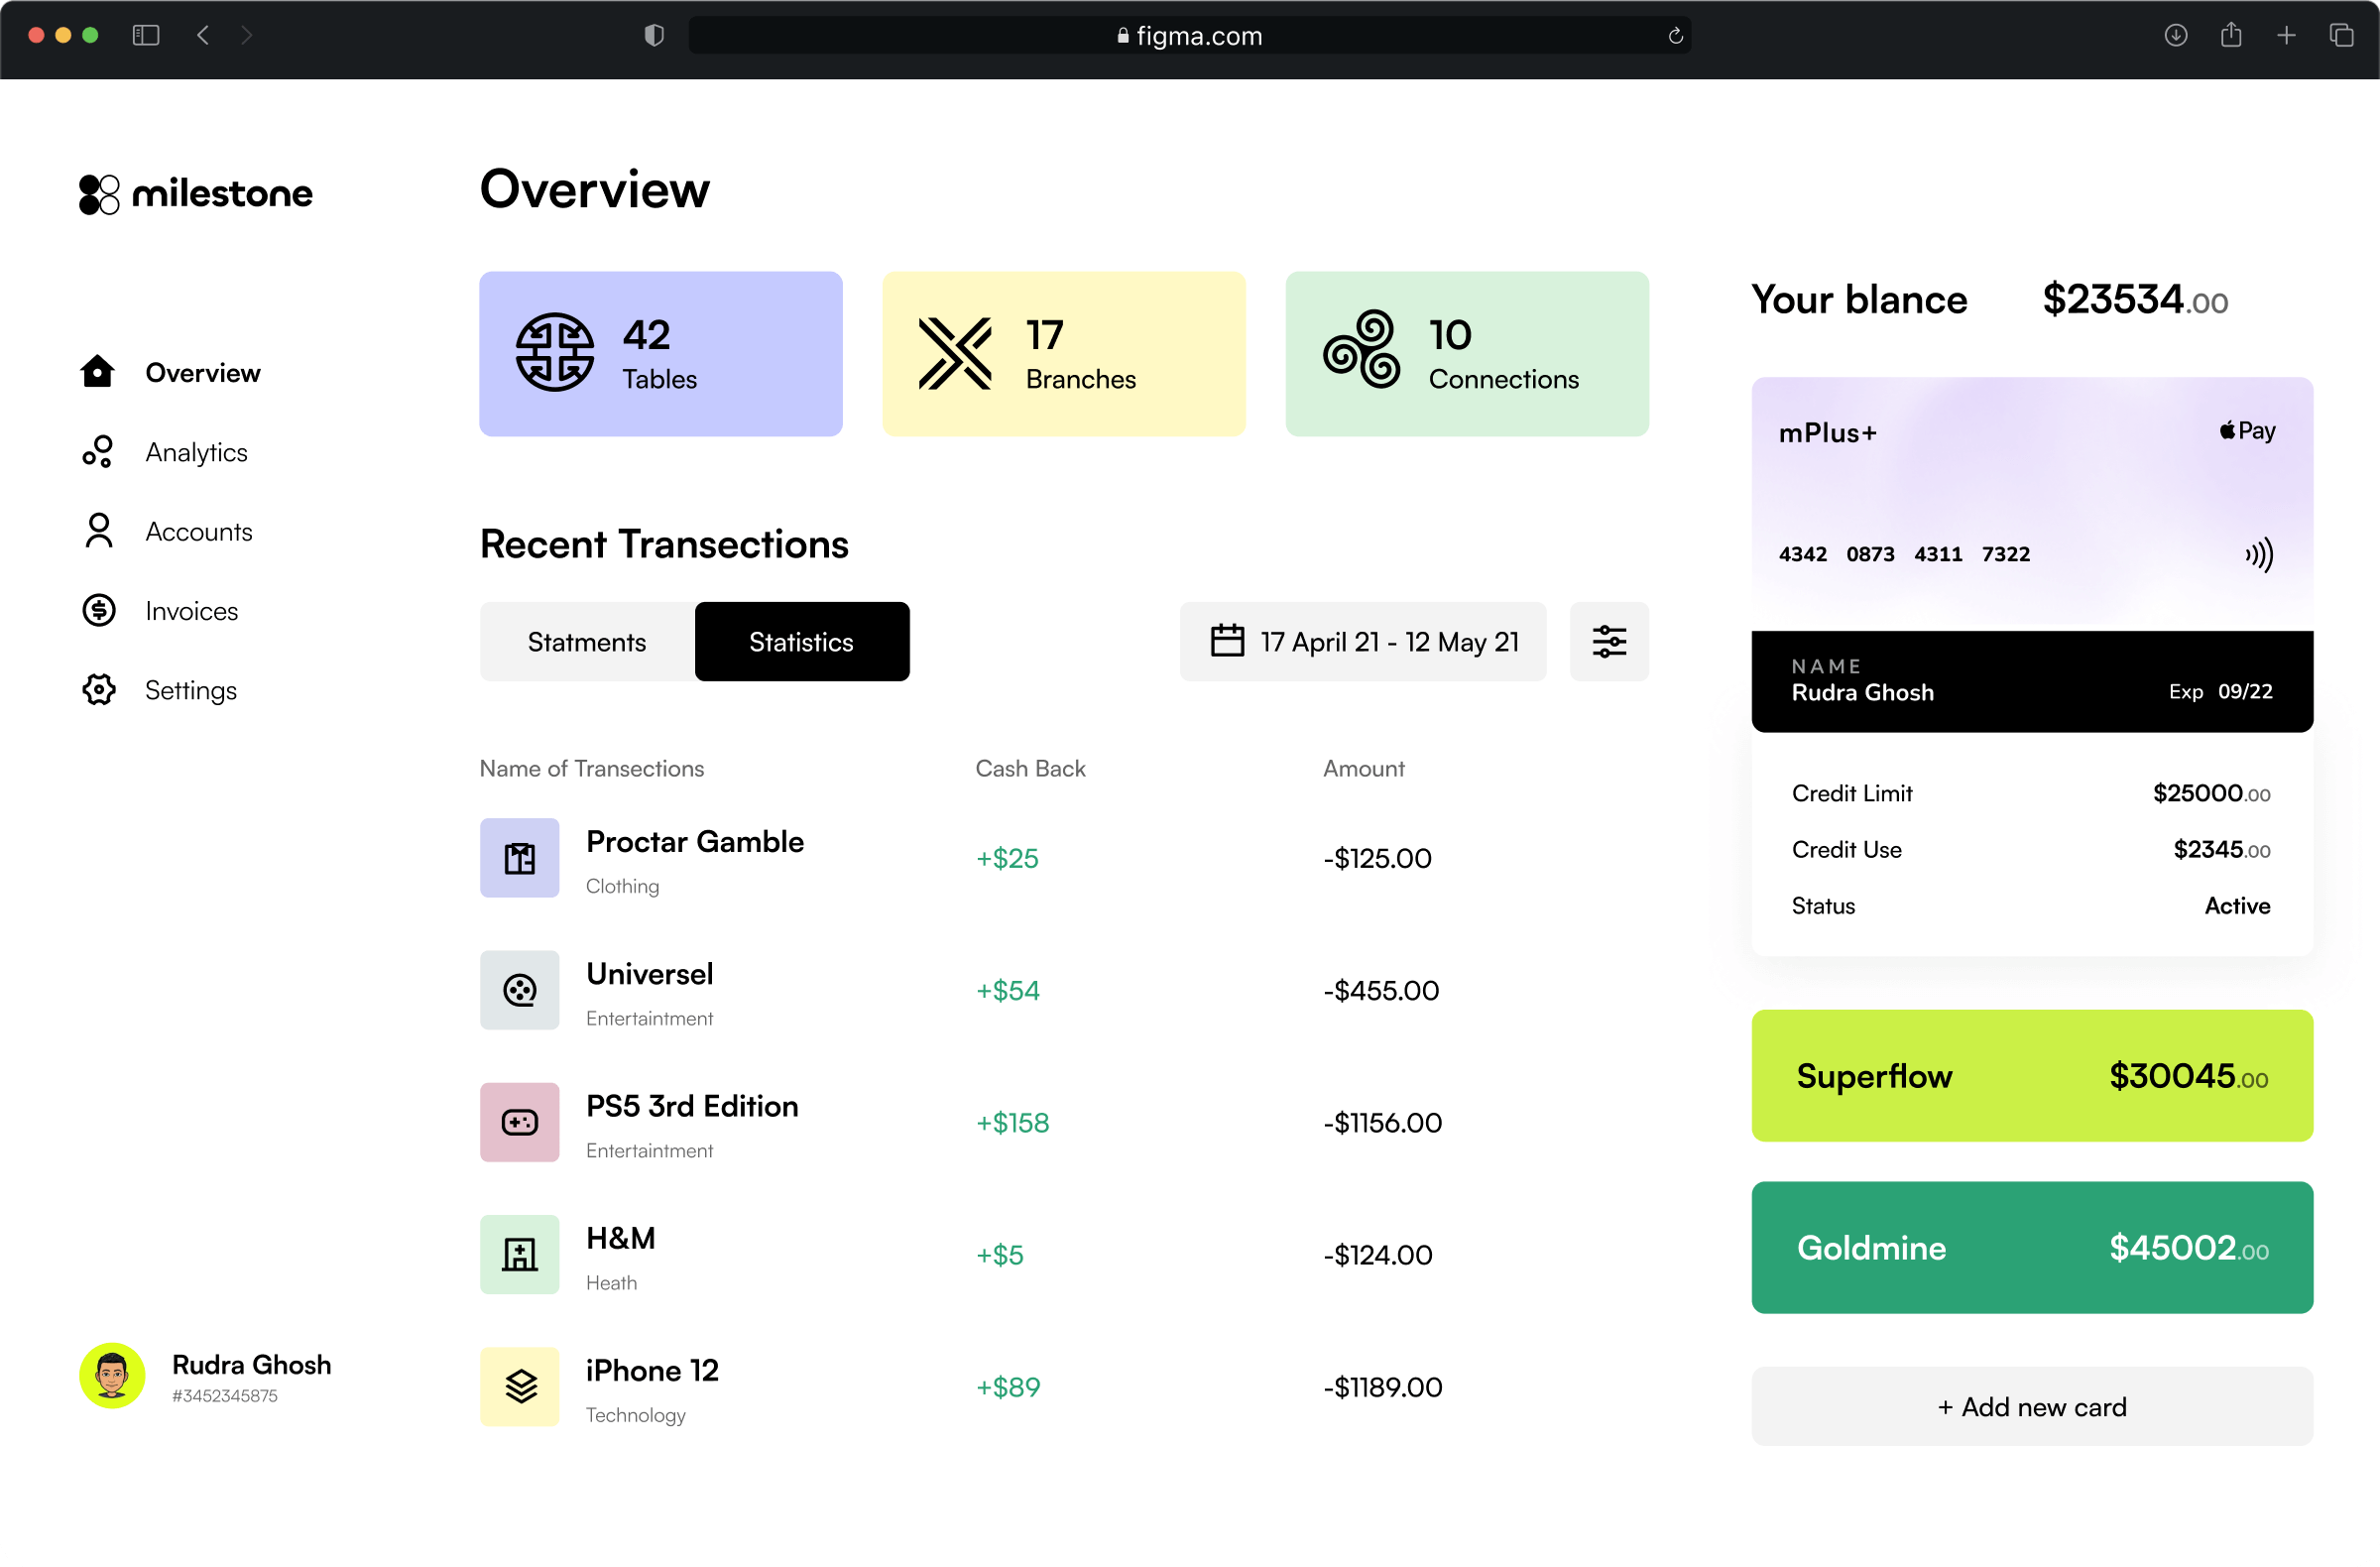 figma.com
milestone
Overview
Analytics
Accounts
Invoices
Settings
Rudra Ghosh
#3452345875
Overview
42
Tables
17
Branches
10
Connections
Recent Transections
Statments
Statistics
17 April 21 - 12 May 21
Name of Transections Cash Back Amount
Proctar Gamble
Clothing
+$25 -$125.00
Universel
Entertaintment
+$54 -$455.00
PS5 3rd Edition
Entertaintment
+$158 -$1156.00
H&M
Heath
+$5 -$124.00
iPhone 12
Technology
+$89 -$1189.00
Your blance $23534.00
mPlus+ Pay
4342 0873 4311 7322
NAME
Rudra Ghosh Exp 09/22
Credit Limit $25000.00
Credit Use $2345.00
Status Active
Superflow $30045.00
Goldmine $45002.00
+ Add new card